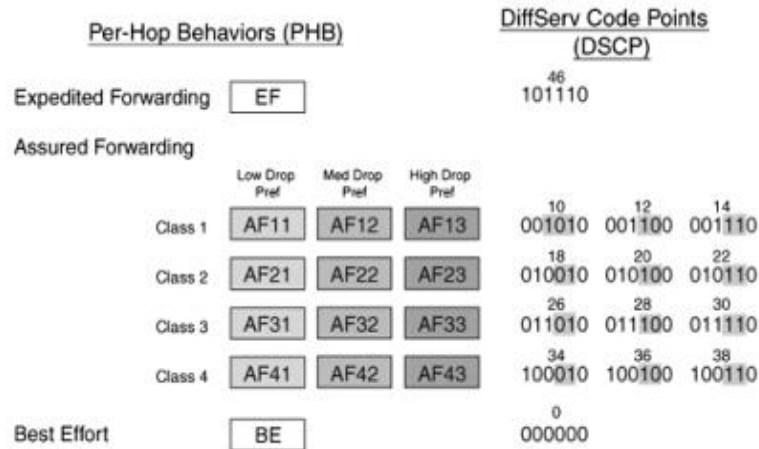 Per-Hop Behaviors (PHB)
DiffServ Code Points
(DSCP)
Expedited Forwarding EF
46
101110
Assured Forwarding
Low Drop Pref Med Drop Pref High Drop Pref
10 12 14
Class 1 AF11 AF12 AF13 001010 001100 001110
18 20 22
Class 2 AF21 AF22 AF23 010010 010100 010110
26 28 30
Class 3 AF31 AF32 AF33 011010 011100 011110
34 36 38
Class 4 AF41 AF42 AF43 100010 100100 100110
0
Best Effort BE 000000